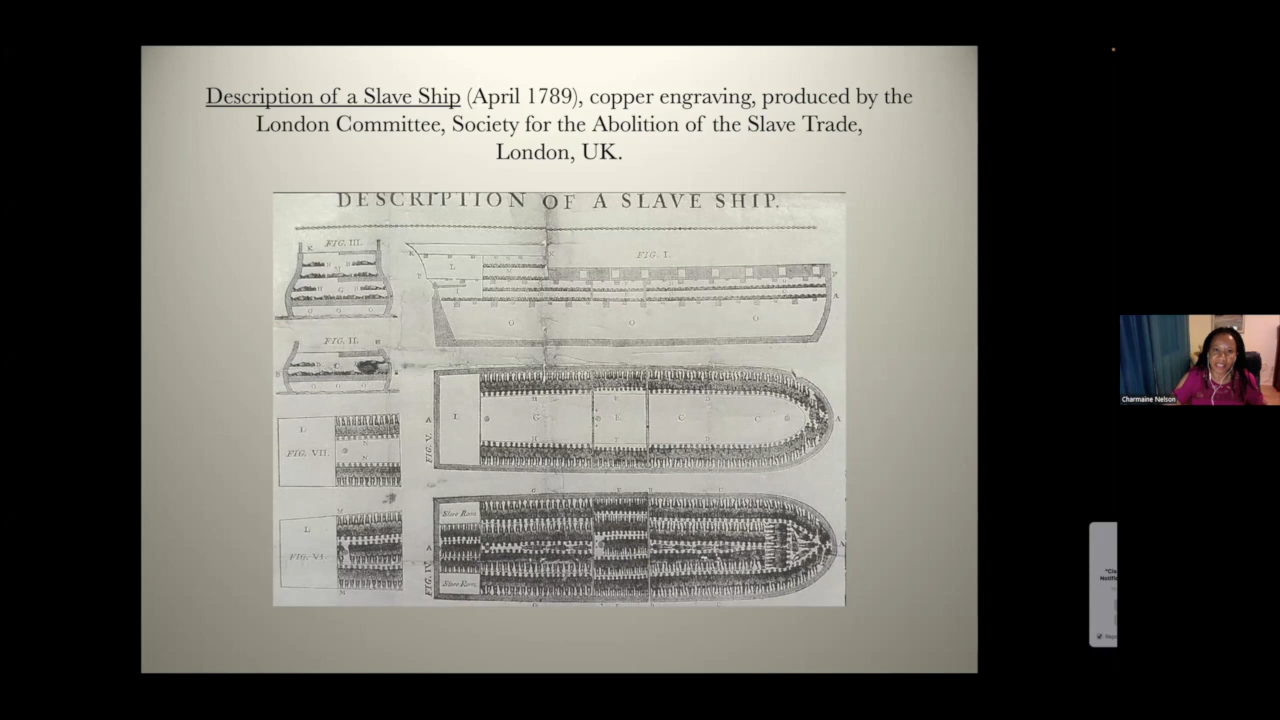 Description of a Slave Ship (April 1789), copper engraving, produced by the
London Committee, Society for the Abolition of the Slave Trade,
London, UK.
DESCRIPTION OF A SLAVE SHIP.
FIG. III.
FIG. I.
L
O O O
FIG. II.
L
FIG. VII.
N
N
A
FIG. V.
L
G
E
C C
A
M
L
FIG. VI.
M
A
FIG. IV.
Store Room
Store Room
Charmaine Nelson